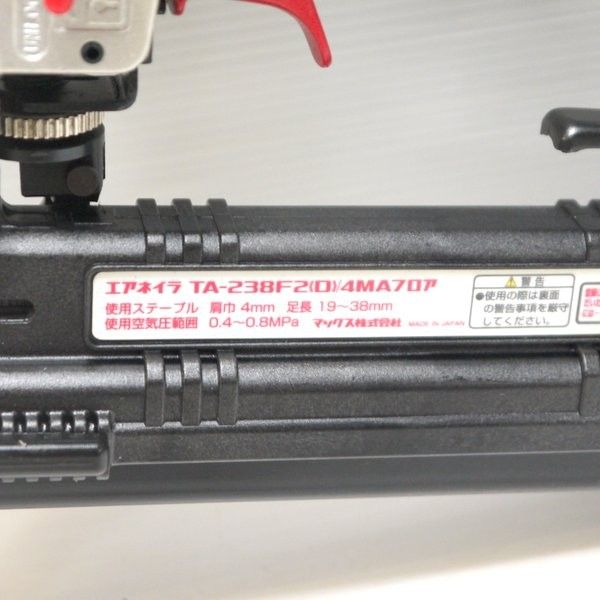 エアネイラ TA-238F2(D)/4MAフロア
使用ステープル 肩巾 4mm 足長 19〜38mm
使用空気圧範囲 0.4〜0.8MPa マックス株式会社 MADE IN JAPAN
⚠警告
●使用の際は裏面
の警告事項を厳守
してください。